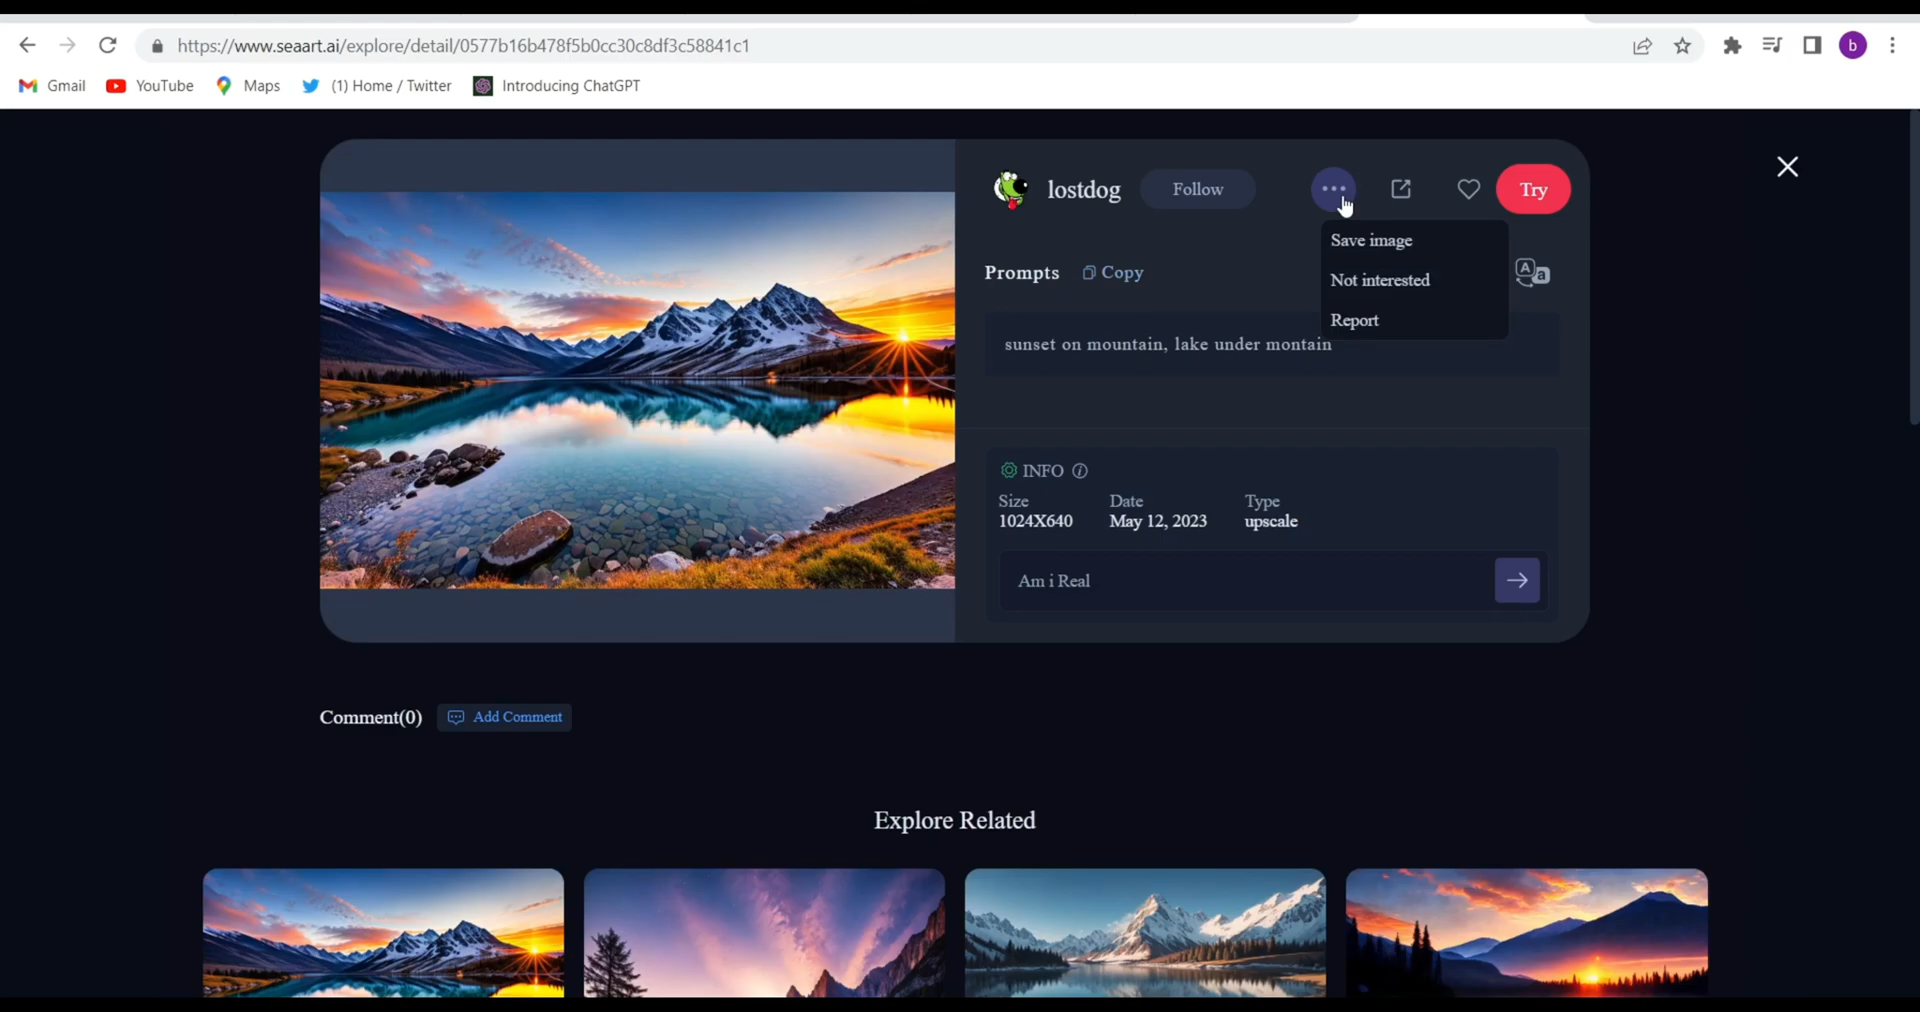 https://www.seaart.ai/explore/detail/0577b16b478f5b0cc30c8df3c58841c1
b
Gmail YouTube Maps (1) Home / Twitter Introducing ChatGPT
lostdog Follow Try
Save image
Not interested
Report
Prompts Copy
sunset on mountain, lake under montain
INFO
Size Date Type
1024X640 May 12, 2023 upscale
Am i Real
Comment(0) Add Comment
Explore Related